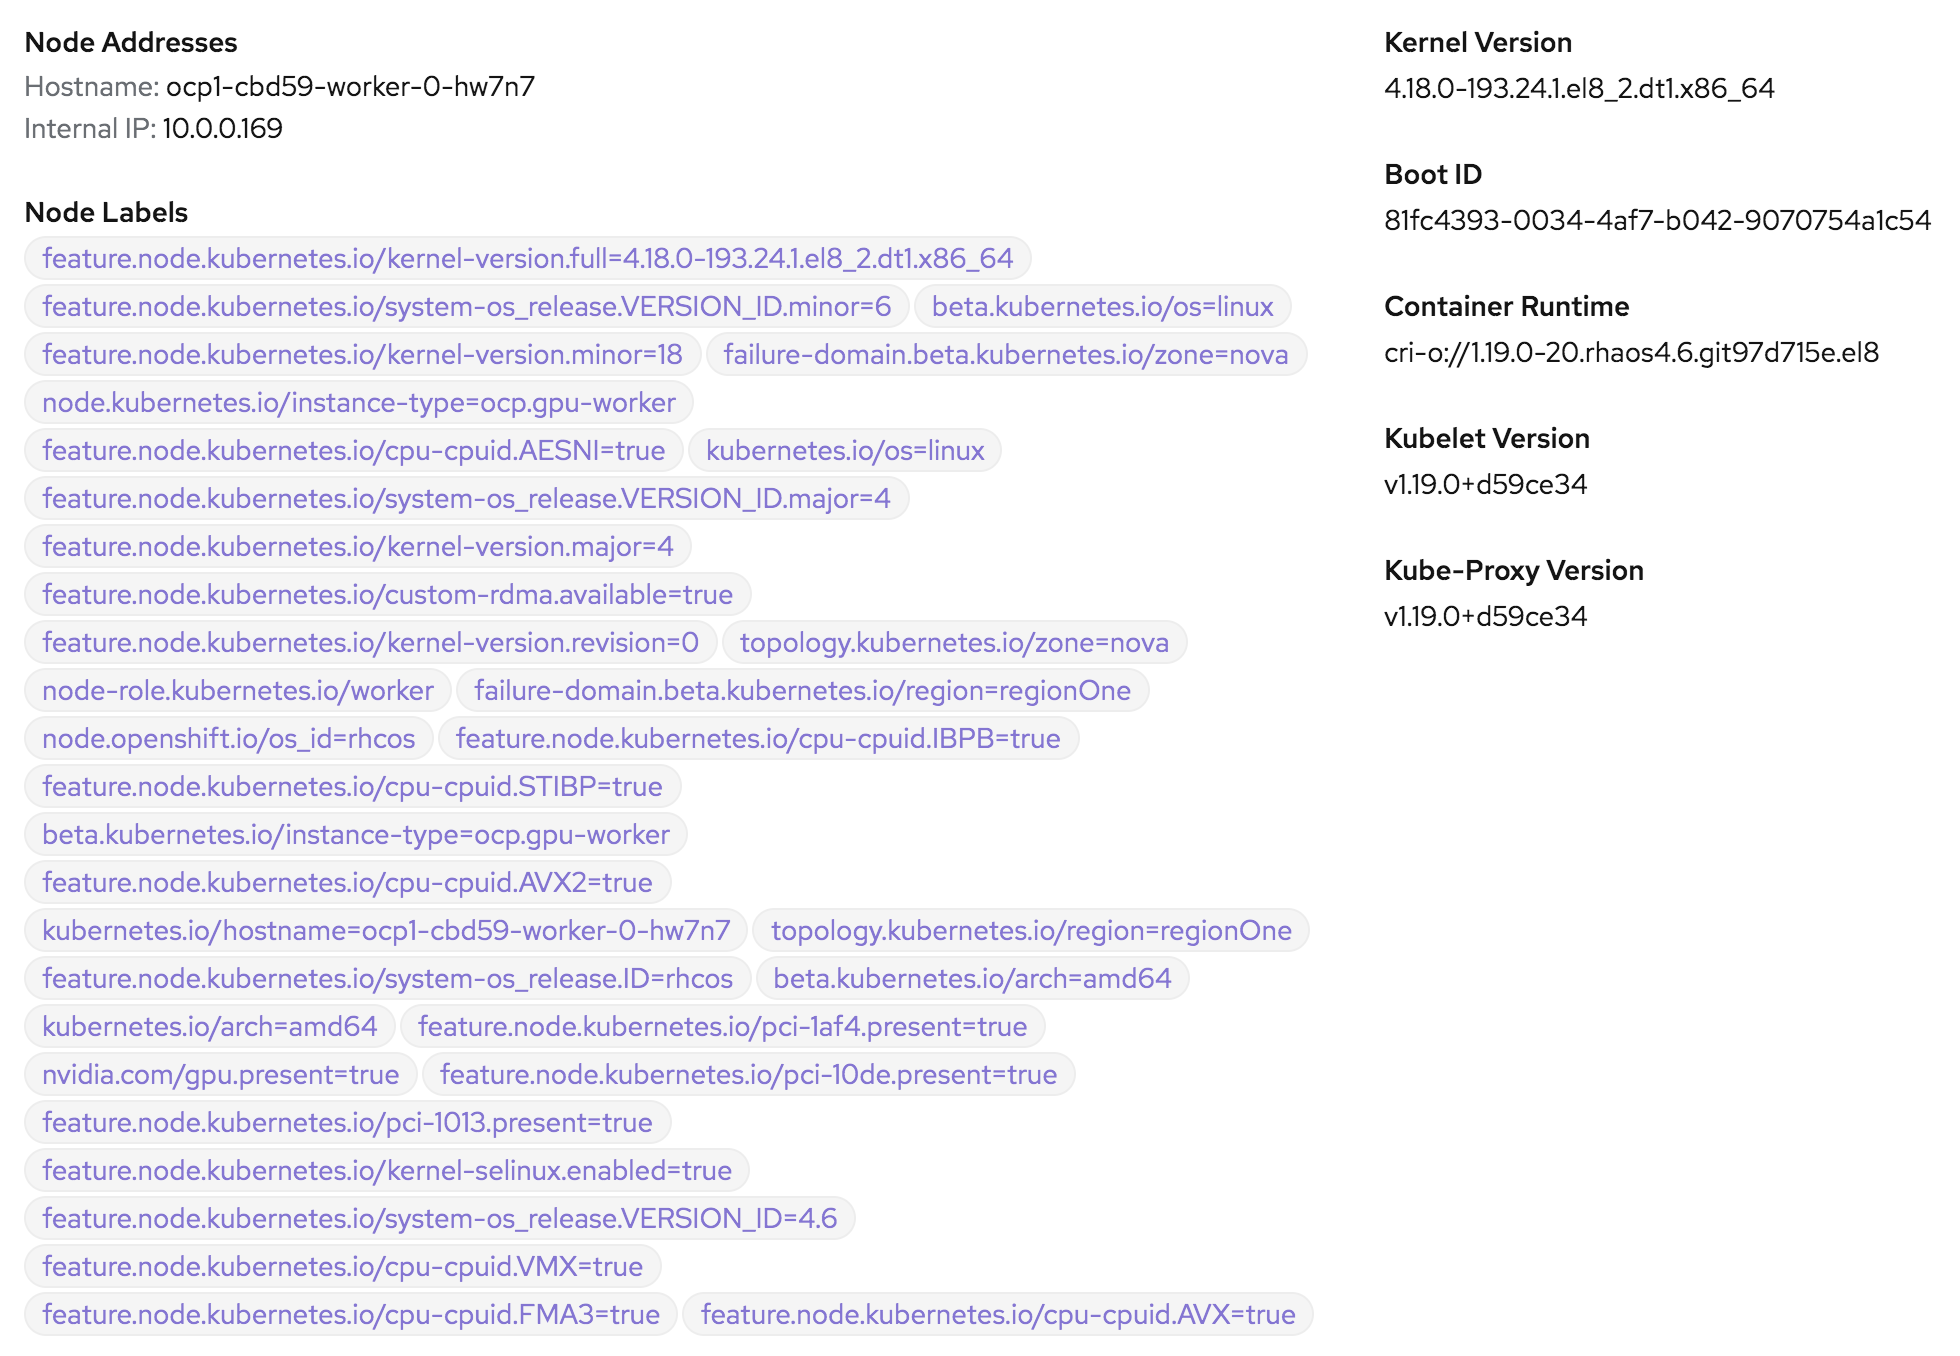 Node Addresses
Hostname: ocp1-cbd59-worker-0-hw7n7
Internal IP: 10.0.0.169
Node Labels
feature.node.kubernetes.io/kernel-version.full=4.18.0-193.24.1.el8_2.dt1.x86_64
feature.node.kubernetes.io/system-os_release.VERSION_ID.minor=6 beta.kubernetes.io/os=linux
feature.node.kubernetes.io/kernel-version.minor=18 failure-domain.beta.kubernetes.io/zone=nova
node.kubernetes.io/instance-type=ocp.gpu-worker
feature.node.kubernetes.io/cpu-cpuid.AESNI=true kubernetes.io/os=linux
feature.node.kubernetes.io/system-os_release.VERSION_ID.major=4
feature.node.kubernetes.io/kernel-version.major=4
feature.node.kubernetes.io/custom-rdma.available=true
feature.node.kubernetes.io/kernel-version.revision=0 topology.kubernetes.io/zone=nova
node-role.kubernetes.io/worker failure-domain.beta.kubernetes.io/region=regionOne
node.openshift.io/os_id=rhcos feature.node.kubernetes.io/cpu-cpuid.IBPB=true
feature.node.kubernetes.io/cpu-cpuid.STIBP=true
beta.kubernetes.io/instance-type=ocp.gpu-worker
feature.node.kubernetes.io/cpu-cpuid.AVX2=true
kubernetes.io/hostname=ocp1-cbd59-worker-0-hw7n7 topology.kubernetes.io/region=regionOne
feature.node.kubernetes.io/system-os_release.ID=rhcos beta.kubernetes.io/arch=amd64
kubernetes.io/arch=amd64 feature.node.kubernetes.io/pci-1af4.present=true
nvidia.com/gpu.present=true feature.node.kubernetes.io/pci-10de.present=true
feature.node.kubernetes.io/pci-1013.present=true
feature.node.kubernetes.io/kernel-selinux.enabled=true
feature.node.kubernetes.io/system-os_release.VERSION_ID=4.6
feature.node.kubernetes.io/cpu-cpuid.VMX=true
feature.node.kubernetes.io/cpu-cpuid.FMA3=true feature.node.kubernetes.io/cpu-cpuid.AVX=true
Kernel Version
4.18.0-193.24.1.el8_2.dt1.x86_64
Boot ID
81fc4393-0034-4af7-b042-9070754a1c54
Container Runtime
cri-o://1.19.0-20.rhaos4.6.git97d715e.el8
Kubelet Version
v1.19.0+d59ce34
Kube-Proxy Version
v1.19.0+d59ce34